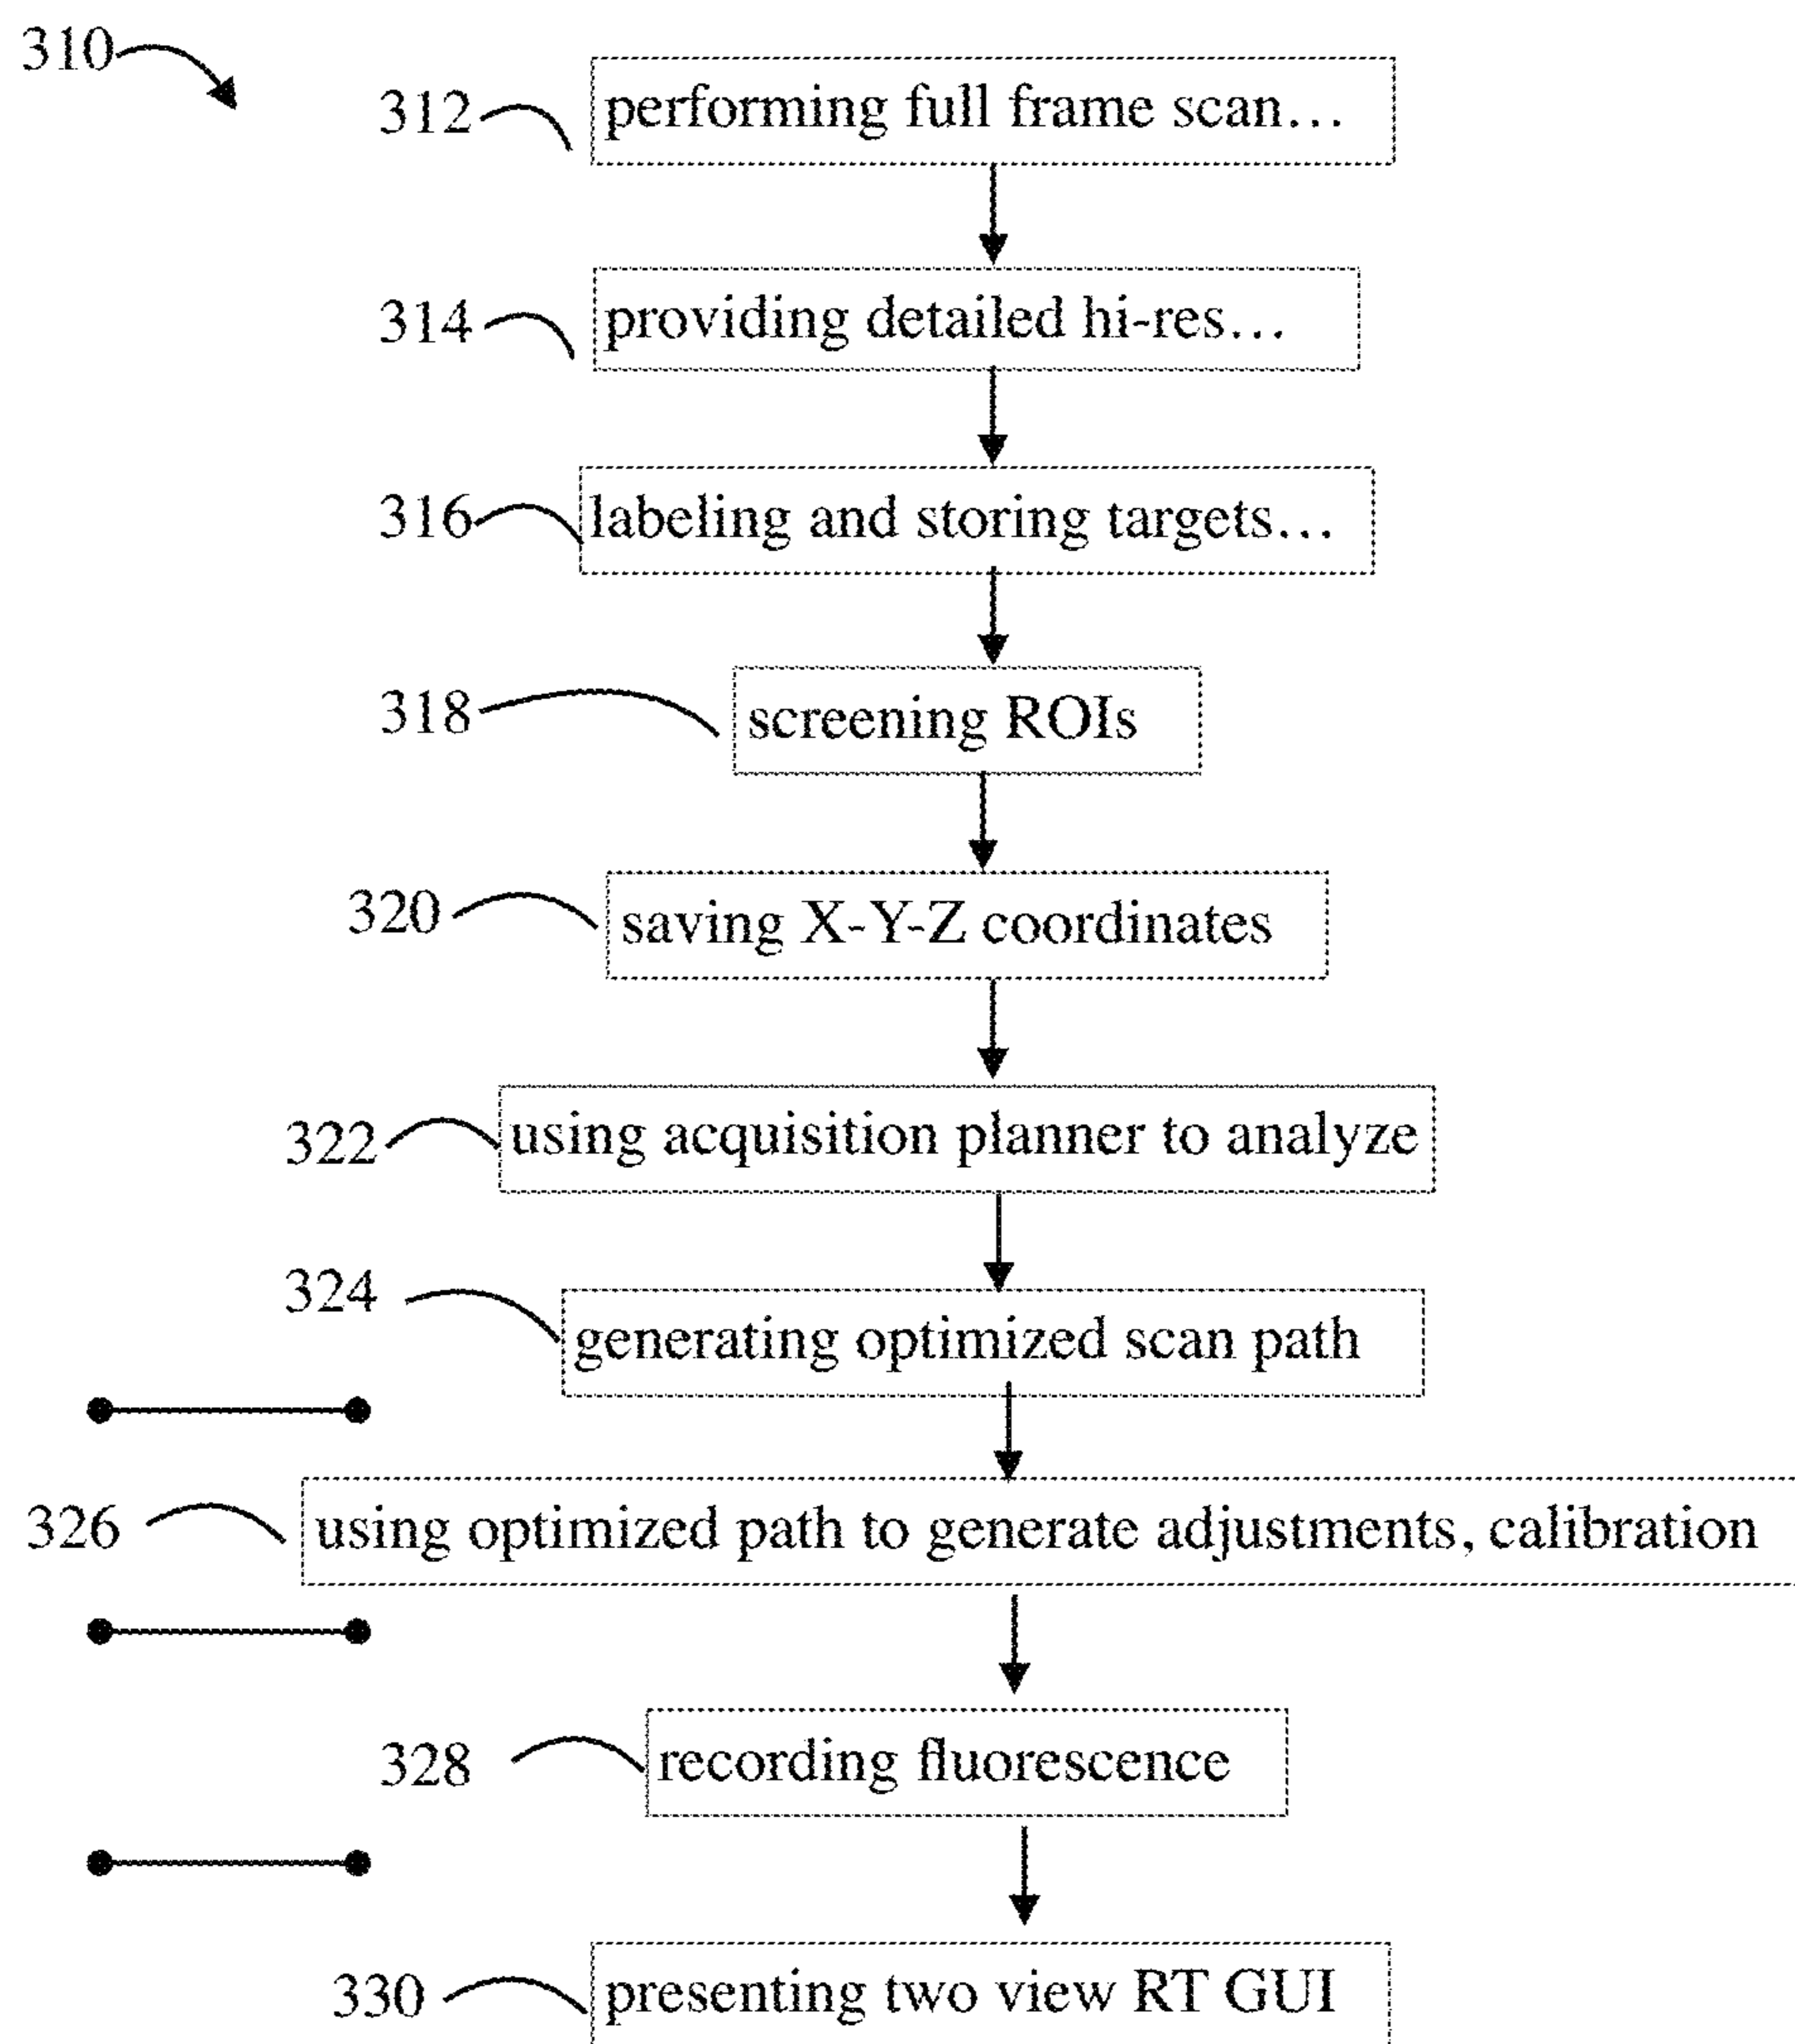 310
312 performing full frame scan...
314 providing detailed hi-res...
316 labeling and storing targets...
318 screening ROIs
320 saving X-Y-Z coordinates
322 using acquisition planner to analyze
324 generating optimized scan path
326 using optimized path to generate adjustments, calibration
328 recording fluorescence
330 presenting two view RT GUI